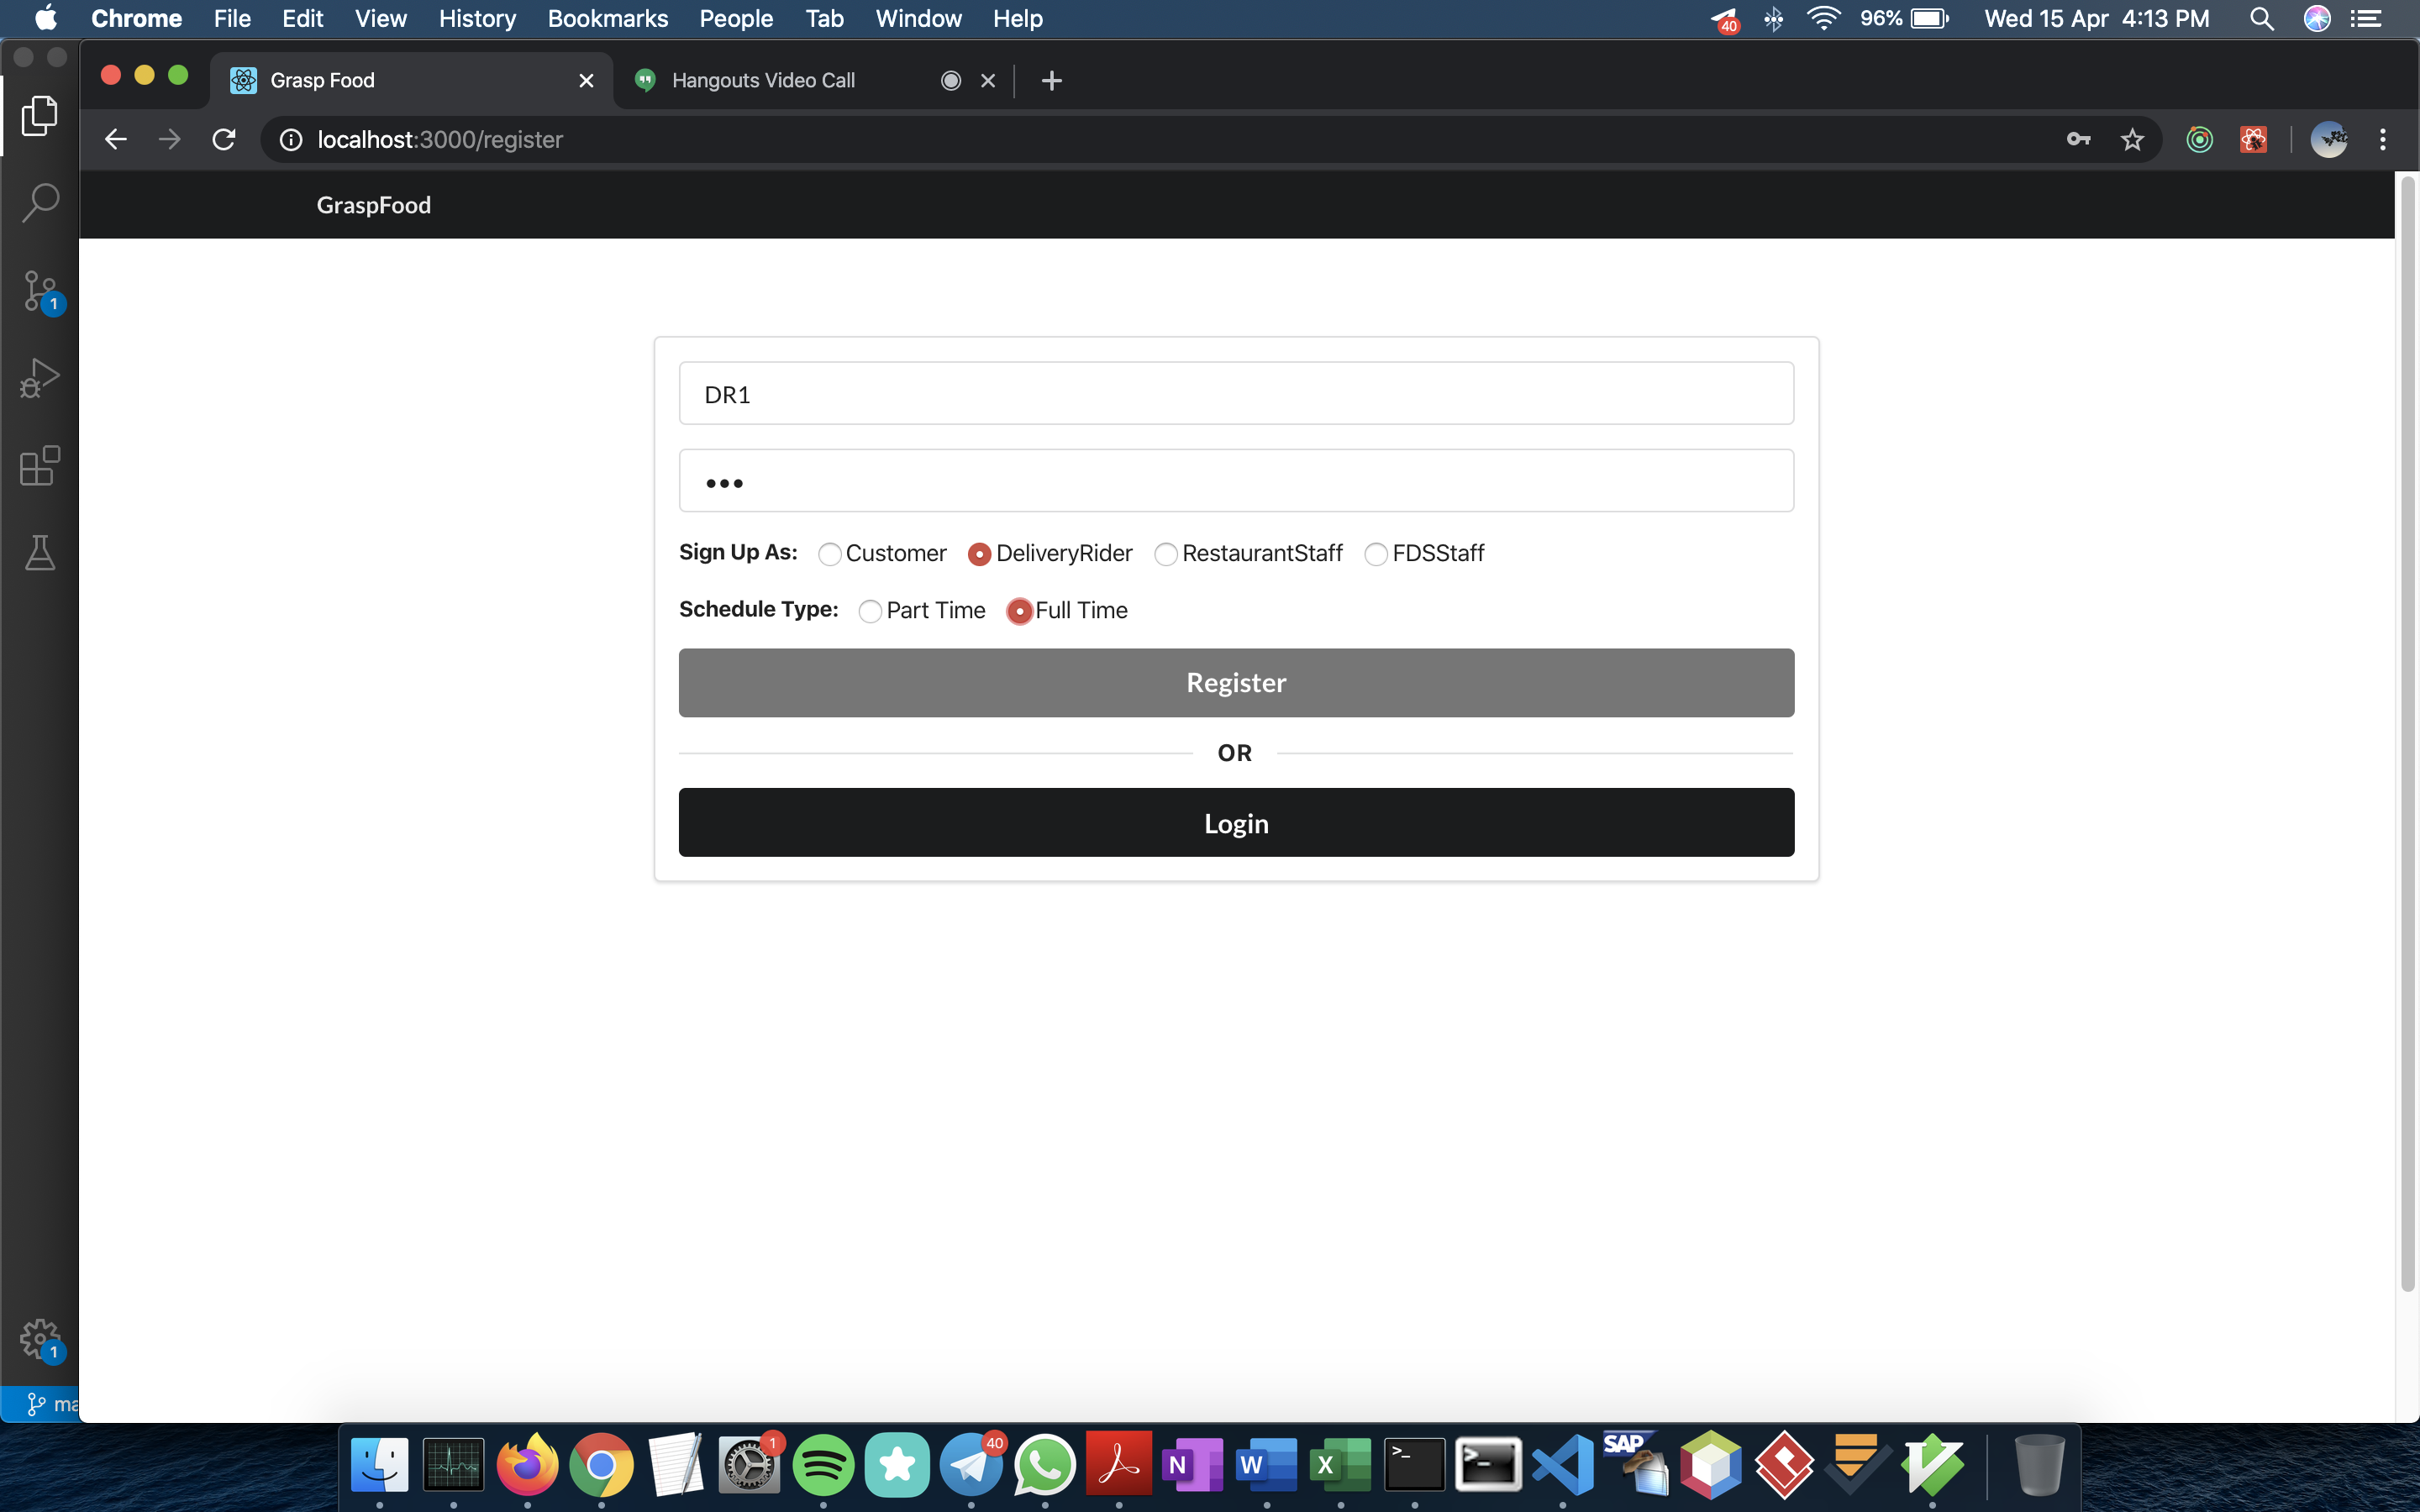 Chrome File Edit View History Bookmarks People Tab Window Help 40 96% Wed 15 Apr 4:13 PM
Grasp Food Hangouts Video Call
localhost:3000/register
GraspFood
1
DR1
•••
Sign Up As: Customer DeliveryRider RestaurantStaff FDSStaff
Schedule Type: Part Time Full Time
Register
OR
Login
1
ma
1 40 N W X >_ >_ SAP